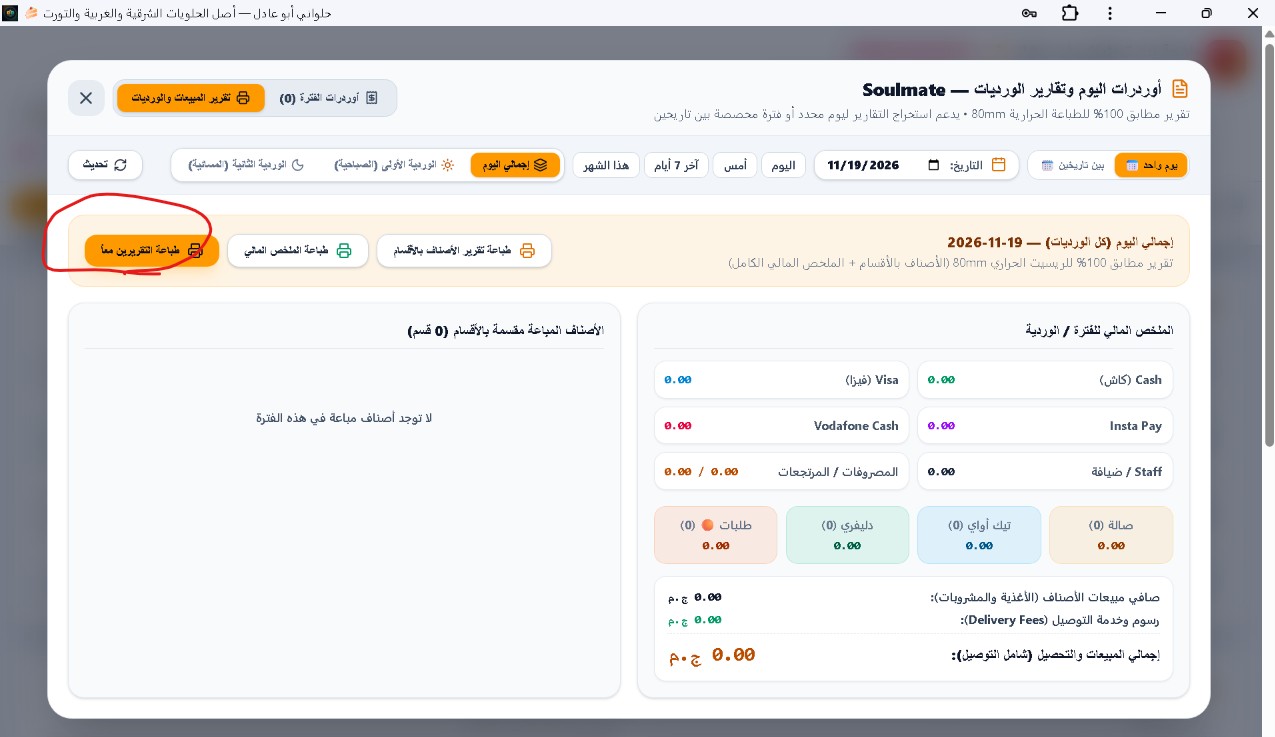 حلواني أبو عادل — أصل الحلويات الشرقية والغربية والتورت
أوردرات اليوم وتقارير الورديات — Soulmate
تقرير مطابق 100% للطباعة الحرارية 80mm • يدعم استخراج التقارير ليوم محدد أو فترة مخصصة بين تاريخين
أوردرات الفترة (0)
تقرير المبيعات والورديات
يوم واحد
بين تاريخين
التاريخ: 11/19/2026
اليوم
أمس
آخر 7 أيام
هذا الشهر
إجمالي اليوم
الوردية الأولى (الصباحية)
الوردية الثانية (المسائية)
تحديث
إجمالي اليوم (كل الورديات) — 2026-11-19
تقرير مطابق 100% للريسيت الحراري 80mm (الأصناف بالأقسام + الملخص المالي الكامل)
طباعة تقرير الأصناف بالأقسام
طباعة الملخص المالي
طباعة التقريرين معاً
الملخص المالي للفترة / الوردية
Cash (كاش) 0.00
Visa (فيزا) 0.00
Insta Pay 0.00
Vodafone Cash 0.00
Staff / ضيافة 0.00
المصروفات / المرتجعات 0.00 / 0.00
صالة (0)
0.00
تيك أواي (0)
0.00
دليفري (0)
0.00
طلبات (0)
0.00
صافي مبيعات الأصناف (الأغذية والمشروبات): 0.00 ج.م
رسوم وخدمة التوصيل (Delivery Fees): 0.00 ج.م
إجمالي المبيعات والتحصيل (شامل التوصيل): 0.00 ج.م
الأصناف المباعة مقسمة بالأقسام (0 قسم)
لا توجد أصناف مباعة في هذه الفترة